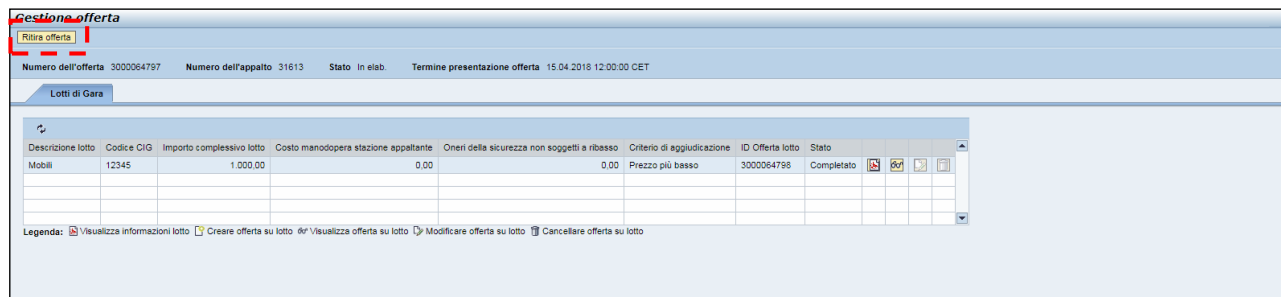 Gestione offerta
Ritira offerta
Numero dell'offerta 3000064797 Numero dell'appalto 31613 Stato In elab. Termine presentazione offerta 15.04.2018 12:00:00 CET
Lotti di Gara
Descrizione lotto Codice CIG Importo complessivo lotto Costo manodopera stazione appaltante Oneri della sicurezza non soggetti a ribasso Criterio di aggiudicazione ID Offerta lotto Stato
Mobili 12345 1.000,00 0,00 0,00 Prezzo più basso 3000064798 Completato
Legenda: Visualizza informazioni lotto Creare offerta su lotto Visualizza offerta su lotto Modificare offerta su lotto Cancellare offerta su lotto